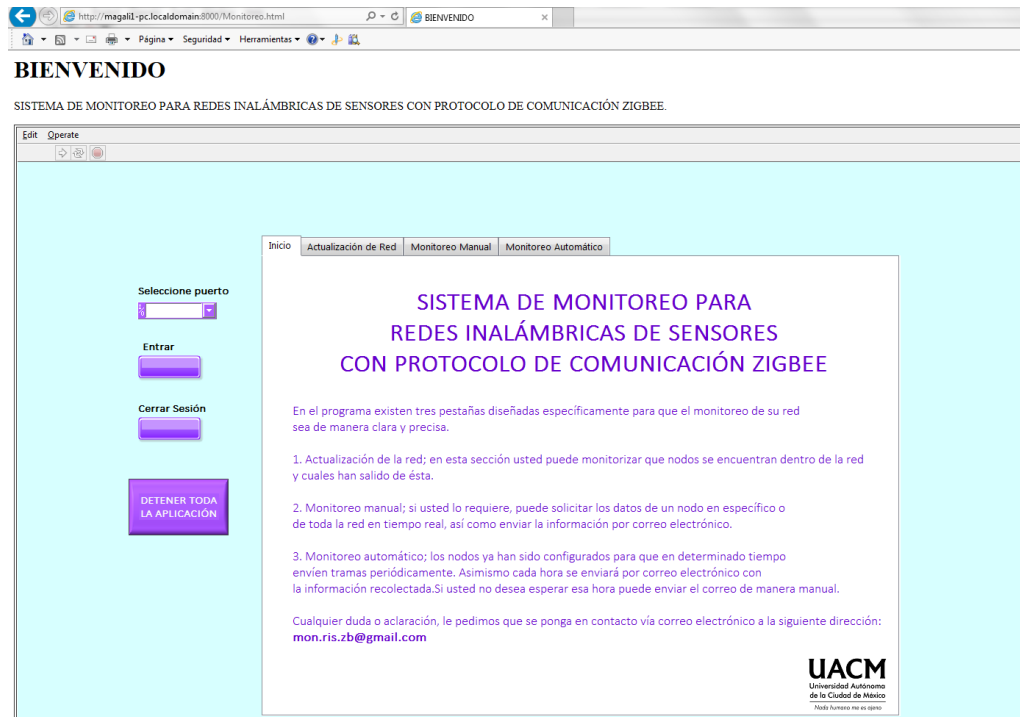 http://magali1-pc.localdomain:8000/Monitoreo.html
BIENVENIDO
Página Seguridad Herramientas
BIENVENIDO
SISTEMA DE MONITOREO PARA REDES INALÁMBRICAS DE SENSORES CON PROTOCOLO DE COMUNICACIÓN ZIGBEE.
Edit Operate
Inicio Actualización de Red Monitoreo Manual Monitoreo Automático
Seleccione puerto
Entrar
Cerrar Sesión
DETENER TODA
LA APLICACIÓN
SISTEMA DE MONITOREO PARA
REDES INALÁMBRICAS DE SENSORES
CON PROTOCOLO DE COMUNICACIÓN ZIGBEE
En el programa existen tres pestañas diseñadas específicamente para que el monitoreo de su red
sea de manera clara y precisa.
1. Actualización de la red; en esta sección usted puede monitorizar que nodos se encuentran dentro de la red
y cuales han salido de ésta.
2. Monitoreo manual; si usted lo requiere, puede solicitar los datos de un nodo en específico o
de toda la red en tiempo real, así como enviar la información por correo electrónico.
3. Monitoreo automático; los nodos ya han sido configurados para que en determinado tiempo
envíen tramas periódicamente. Asimismo cada hora se enviará por correo electrónico con
la información recolectada.Si usted no desea esperar esa hora puede enviar el correo de manera manual.
Cualquier duda o aclaración, le pedimos que se ponga en contacto vía correo electrónico a la siguiente dirección:
mon.ris.zb@gmail.com
UACM
Universidad Autónoma
de la Ciudad de México
Nada humano me es ajeno